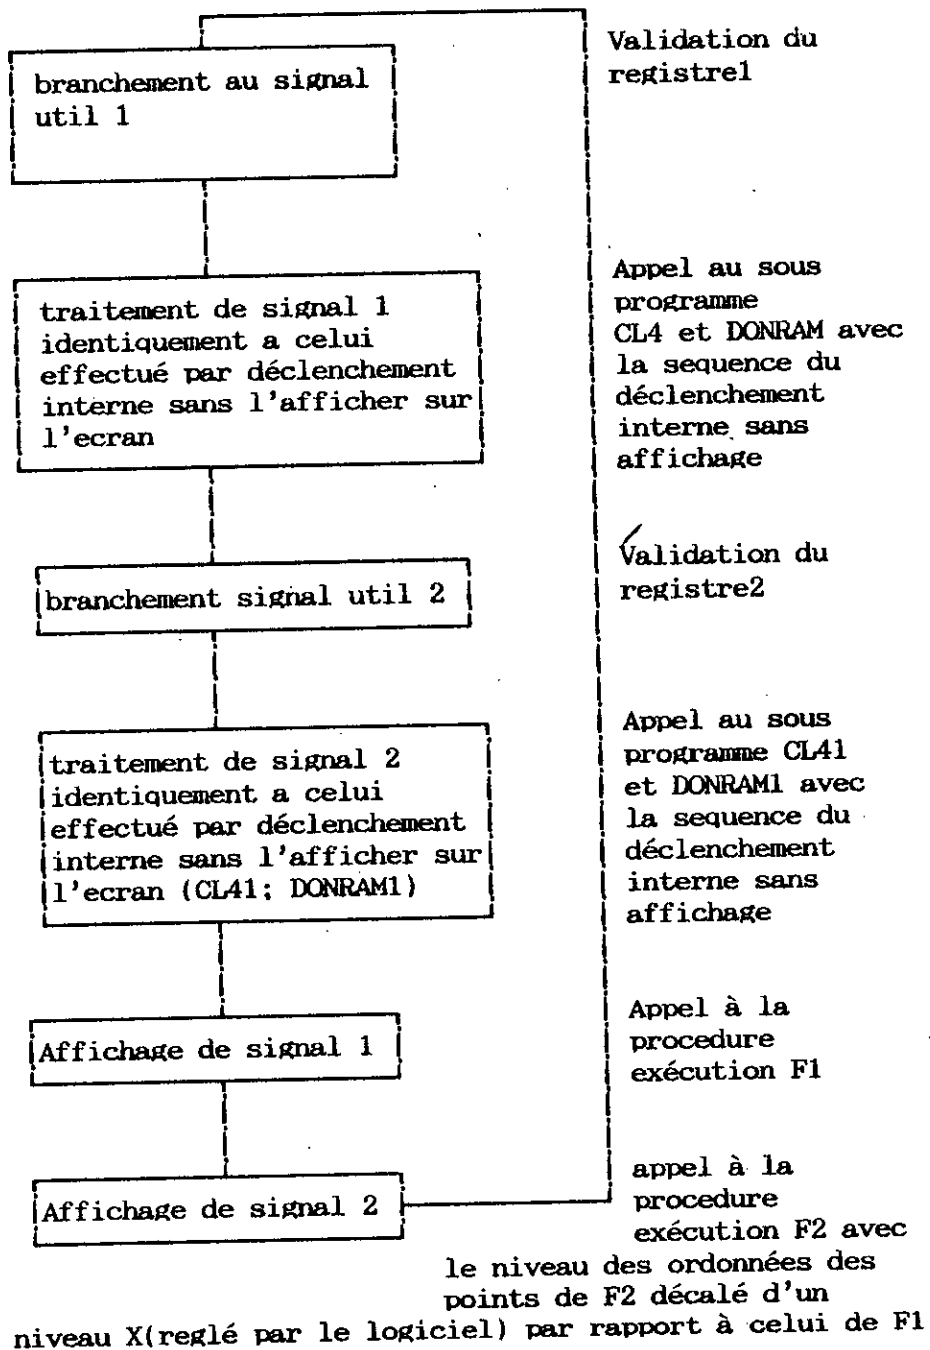 Validation du
registre1
branchement au signal
util 1
Appel au sous
programme
CL4 et DONRAM avec
la sequence du
déclenchement
interne sans
affichage
traitement de signal 1
identiquement a celui
effectué par déclenchement
interne sans l'afficher sur
l'ecran
Validation du
registre2
branchement signal util 2
Appel au sous
programme CL41
et DONRAM1 avec
la sequence du
déclenchement
interne sans
affichage
traitement de signal 2
identiquement a celui
effectué par déclenchement
interne sans l'afficher sur
l'ecran (CL41; DONRAM1)
Appel à la
procedure
exécution F1
Affichage de signal 1
appel à la
procedure
exécution F2 avec
Affichage de signal 2
le niveau des ordonnées des
points de F2 décalé d'un
niveau X(reglé par le logiciel) par rapport à celui de F1